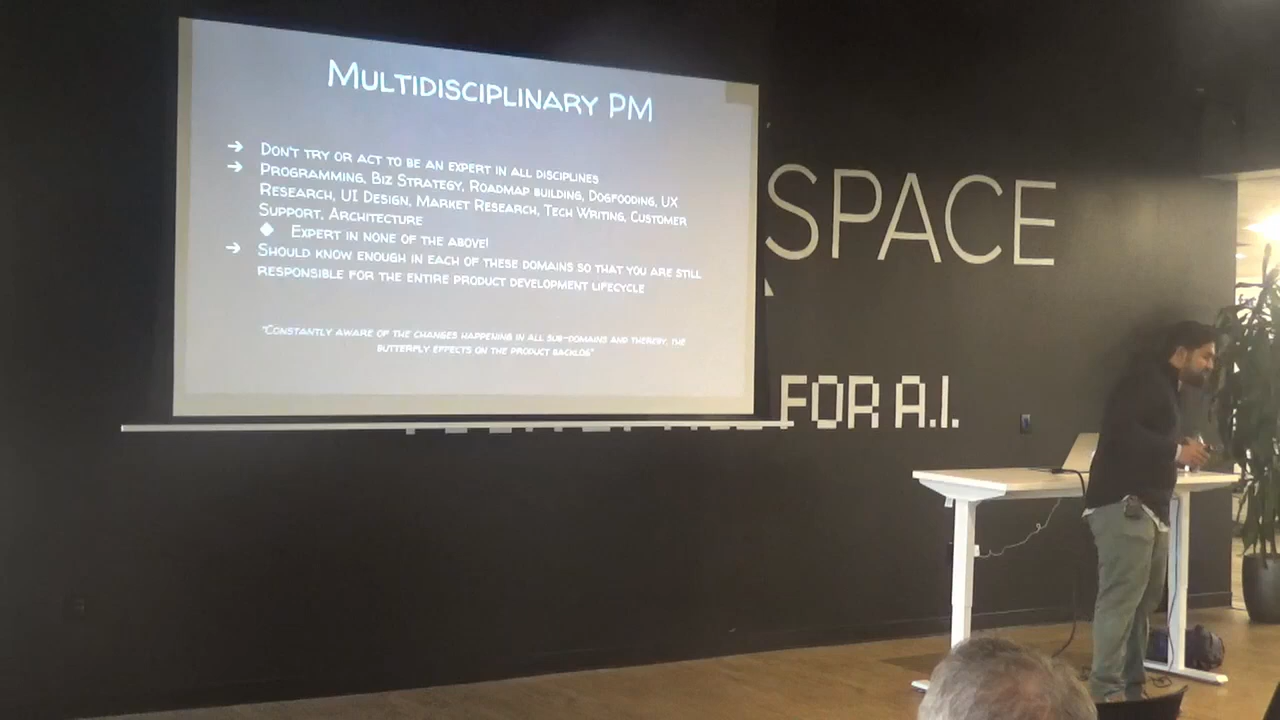 Multidisciplinary PM
➔ Don't try or act to be an expert in all disciplines
➔ Programming, Biz Strategy, Roadmap building, Dogfooding, UX
Research, UI Design, Market Research, Tech Writing, Customer
Support, Architecture
◆ Expert in none of the above!
➔ Should know enough in each of these domains so that you are still
responsible for the entire product development lifecycle
"Constantly aware of the changes happening in all sub-domains and thereby, the
butterfly effects on the product backlog"
SPACE
FOR A.I.